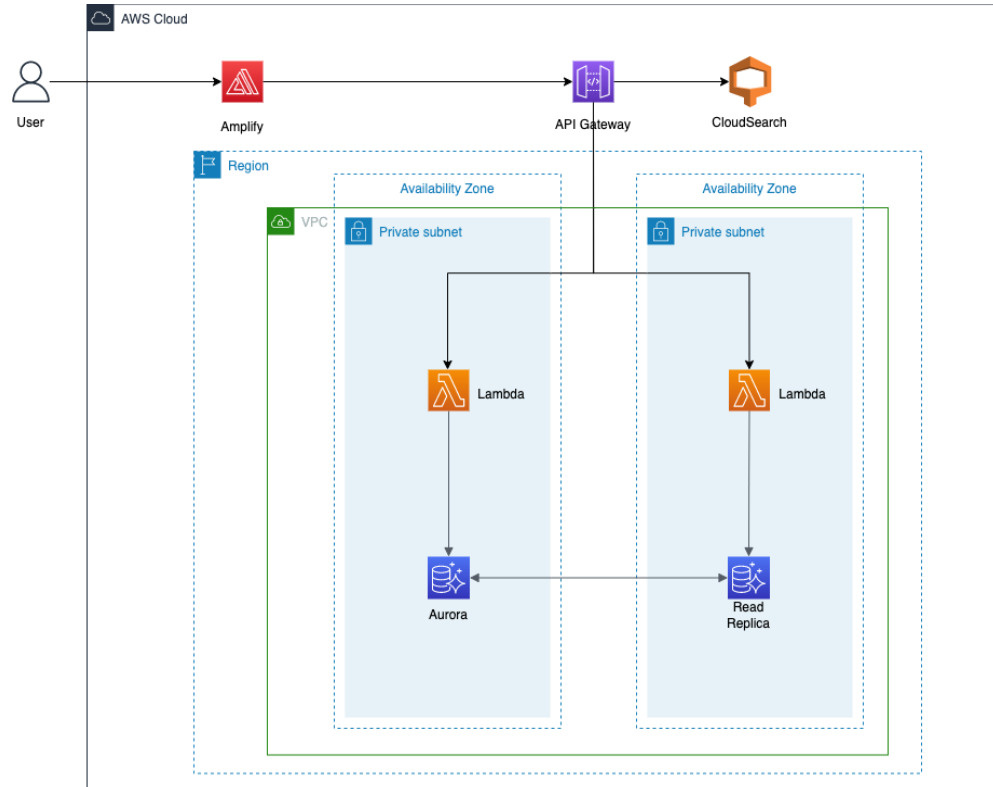 AWS Cloud
User
Amplify
API Gateway
CloudSearch
Region
Availability Zone
Availability Zone
VPC
Private subnet
Private subnet
Lambda
Lambda
Aurora
Read
Replica